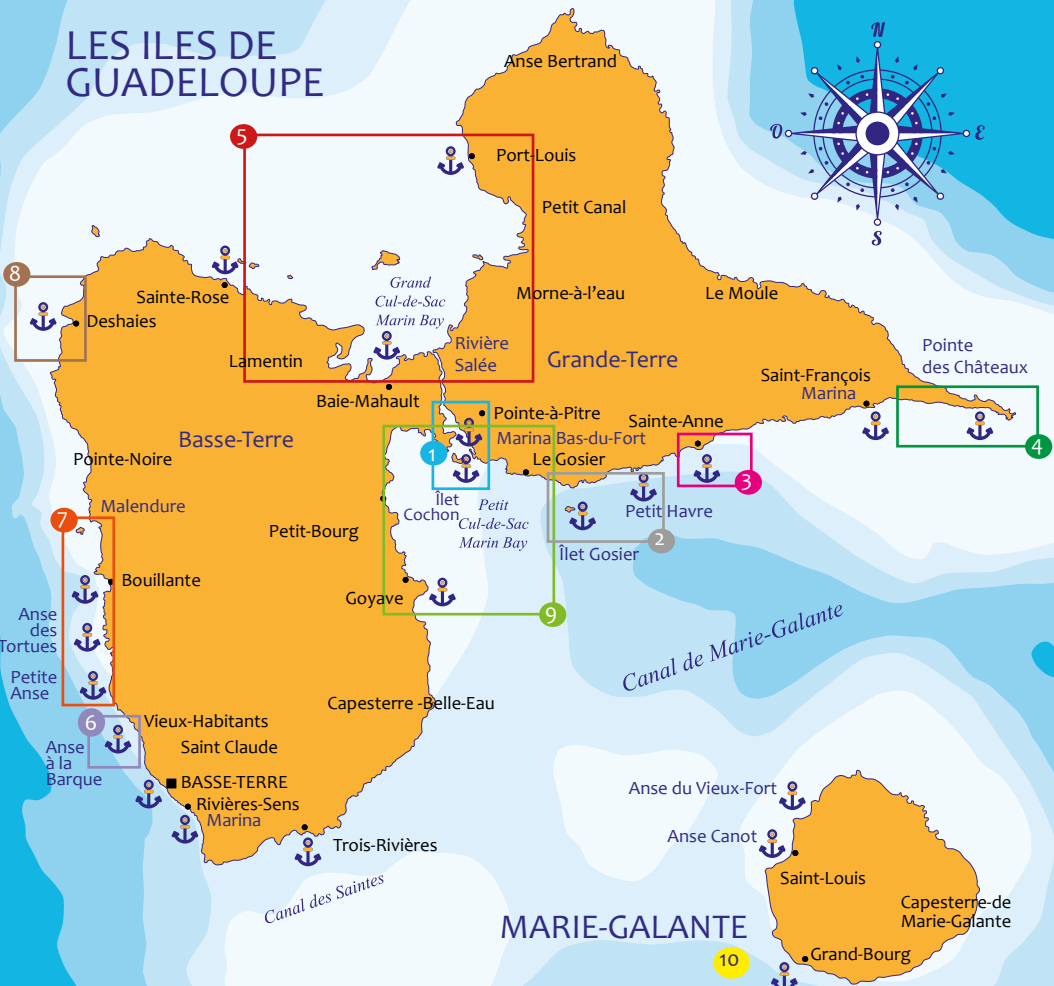 LES ILES DE
GUADELOUPE
N
O
E
S
Anse Bertrand
5
Port-Louis
Petit Canal
8
Sainte-Rose
Deshaies
Grand
Cul-de-Sac
Marin Bay
Morne-à-l'eau
Le Moule
Lamentin
Rivière
Salée
Grande-Terre
Pointe
des Châteaux
Saint-François
Marina
Baie-Mahault
Pointe-à-Pitre
Sainte-Anne
Basse-Terre
Marina Bas-du-Fort
4
1
Le Gosier
3
Pointe-Noire
Îlet
Cochon
Petit
Cul-de-Sac
Marin Bay
Petit Havre
Malendure
7
Petit-Bourg
2
Îlet Gosier
Bouillante
Goyave
9
Anse
des
Tortues
Canal de Marie-Galante
Petite
Anse
Capesterre -Belle-Eau
6
Vieux-Habitants
Anse
à la
Barque
Saint Claude
BASSE-TERRE
Rivières-Sens
Marina
Trois-Rivières
Canal des Saintes
Anse du Vieux-Fort
Anse Canot
Saint-Louis
Capesterre-de
Marie-Galante
MARIE-GALANTE
10
Grand-Bourg